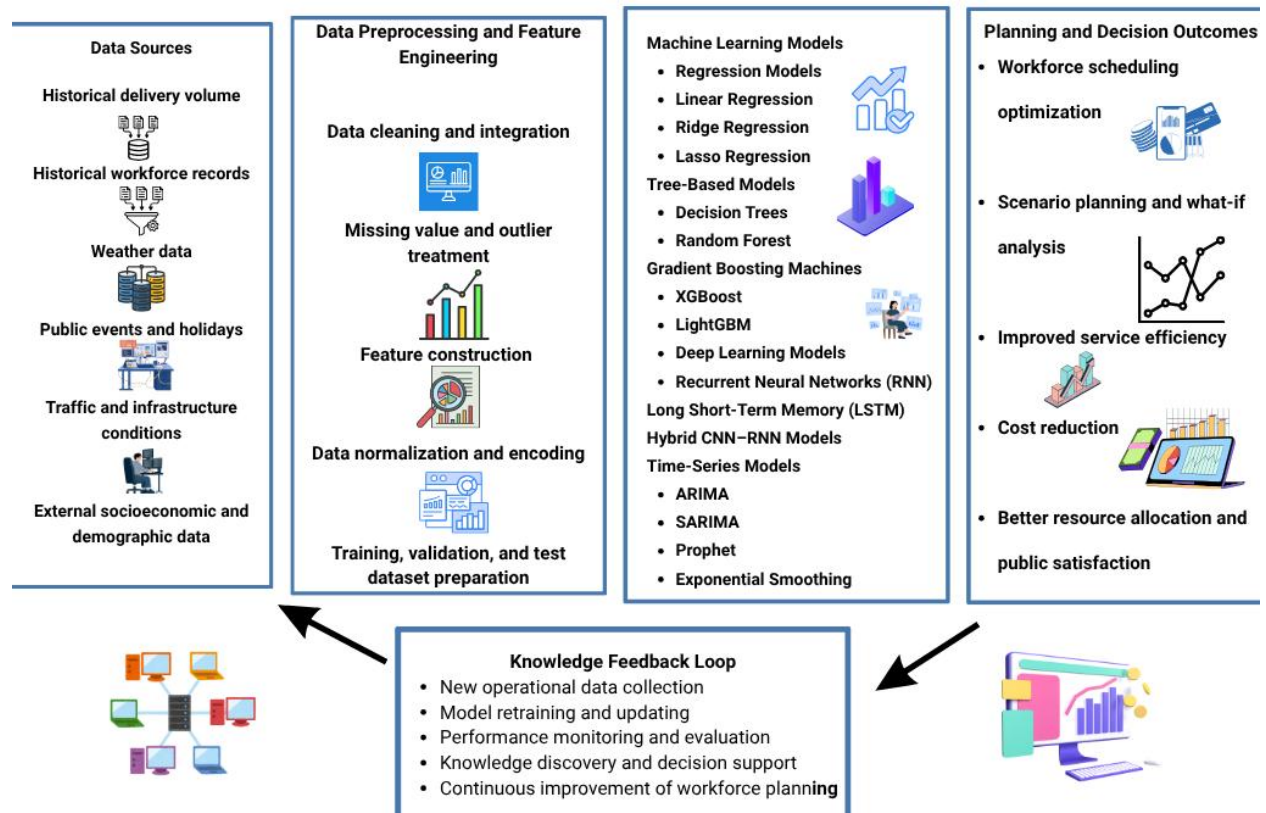 Data Sources
Historical delivery volume
Historical workforce records
Weather data
Public events and holidays
Traffic and infrastructure
conditions
External socioeconomic and
demographic data
Data Preprocessing and Feature
Engineering
Data cleaning and integration
Missing value and outlier
treatment
Feature construction
Data normalization and encoding
Training, validation, and test
dataset preparation
Machine Learning Models
• Regression Models
• Linear Regression
• Ridge Regression
• Lasso Regression
Tree-Based Models
• Decision Trees
• Random Forest
Gradient Boosting Machines
• XGBoost
• LightGBM
• Deep Learning Models
• Recurrent Neural Networks (RNN)
Long Short-Term Memory (LSTM)
Hybrid CNN–RNN Models
Time-Series Models
• ARIMA
• SARIMA
• Prophet
• Exponential Smoothing
Planning and Decision Outcomes
• Workforce scheduling
optimization
• Scenario planning and what-if
analysis
• Improved service efficiency
• Cost reduction
• Better resource allocation and
public satisfaction
Knowledge Feedback Loop
• New operational data collection
• Model retraining and updating
• Performance monitoring and evaluation
• Knowledge discovery and decision support
• Continuous improvement of workforce planning